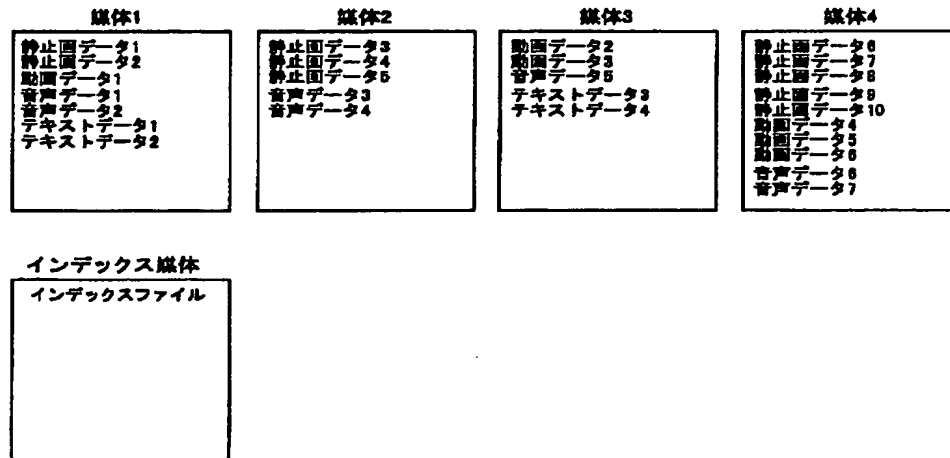 媒体1
静止画データ1
静止画データ2
動画データ1
音声データ1
音声データ2
テキストデータ1
テキストデータ2
媒体2
静止画データ3
静止画データ4
静止画データ5
音声データ3
音声データ4
媒体3
動画データ2
動画データ3
音声データ5
テキストデータ3
テキストデータ4
媒体4
静止画データ6
静止画データ7
静止画データ8
静止画データ9
静止画データ10
動画データ4
動画データ5
動画データ6
音声データ6
音声データ7
インデックス媒体
インデックスファイル